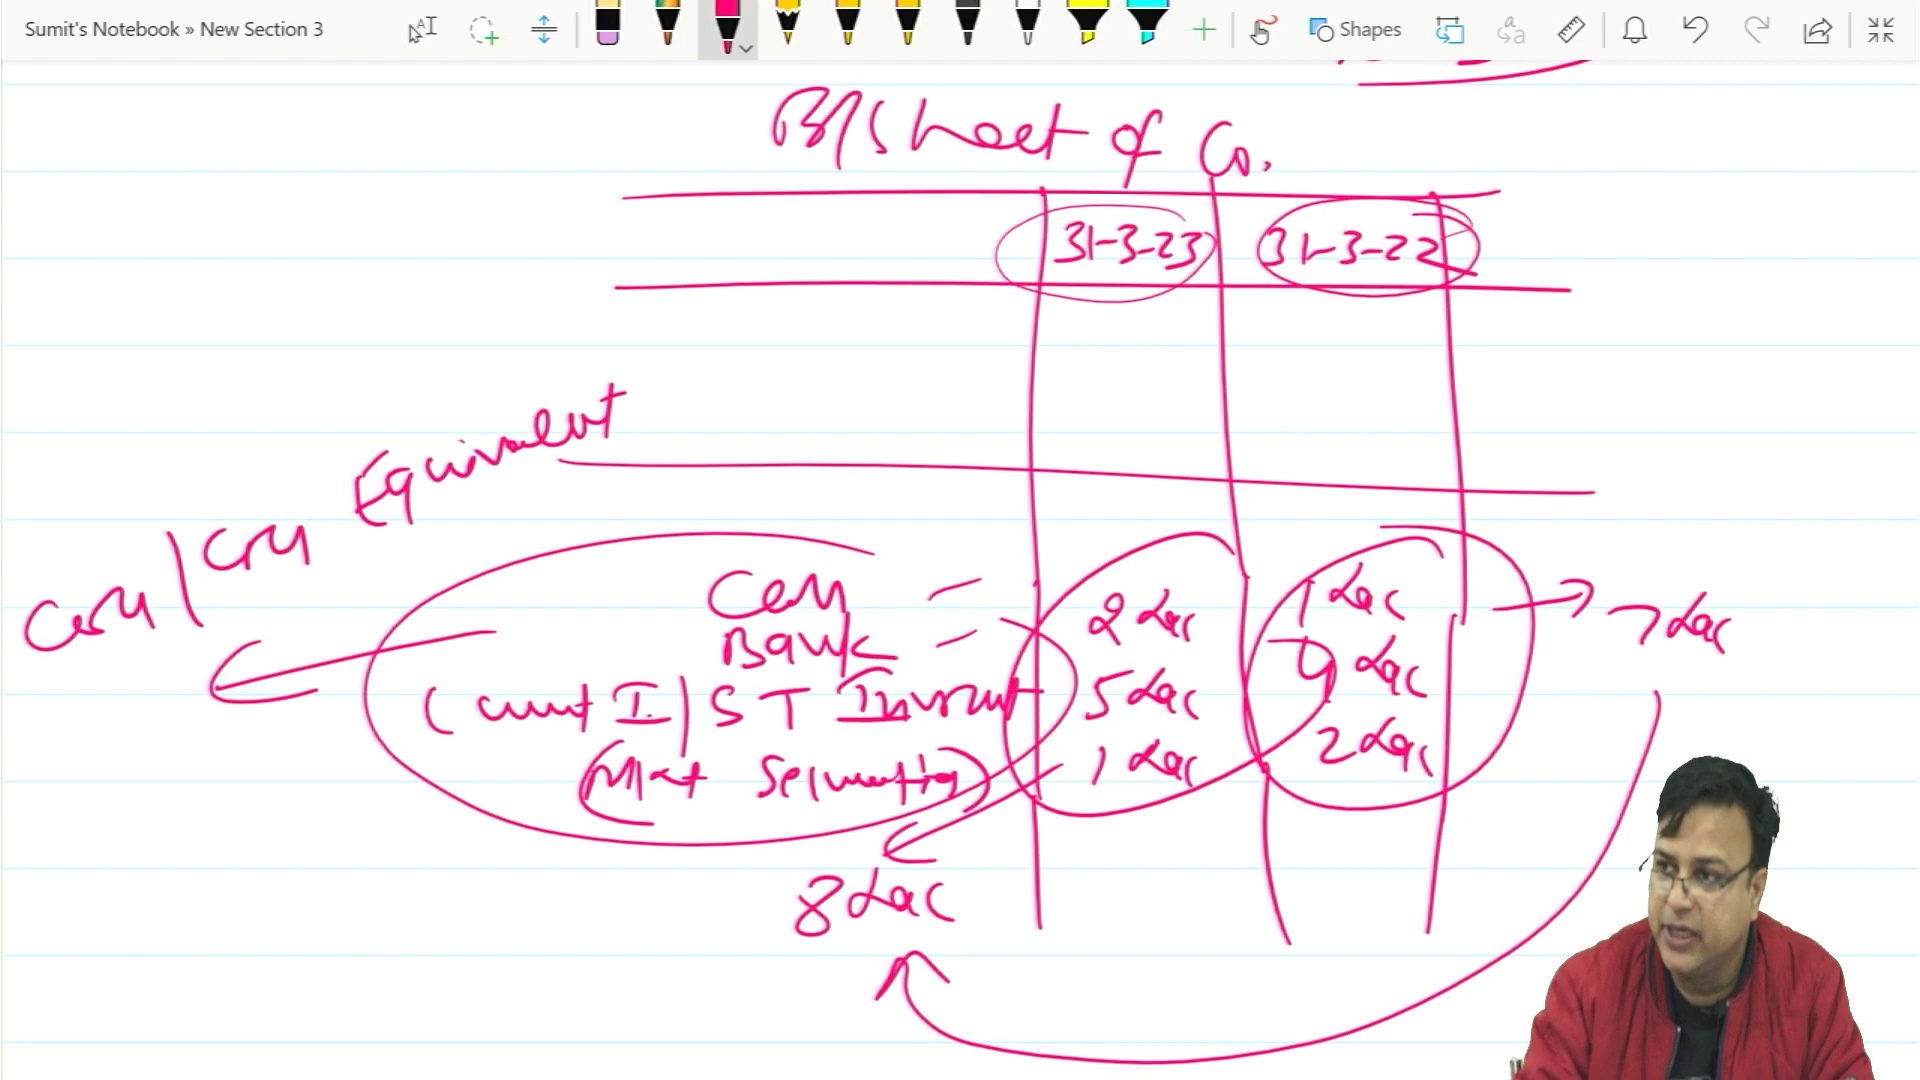 Sumit's Notebook » New Section 3
Shapes
B/Sheet of Co.
31-3-23 31-3-22
Cash / Cash Equivalent
Cash = 2 Lac 1 Lac → 7 Lac
Bank = 5 Lac 4 Lac
(Current I. / S T Investment 1 Lac 2 Lac
(Mkt Securities)
8 Lac